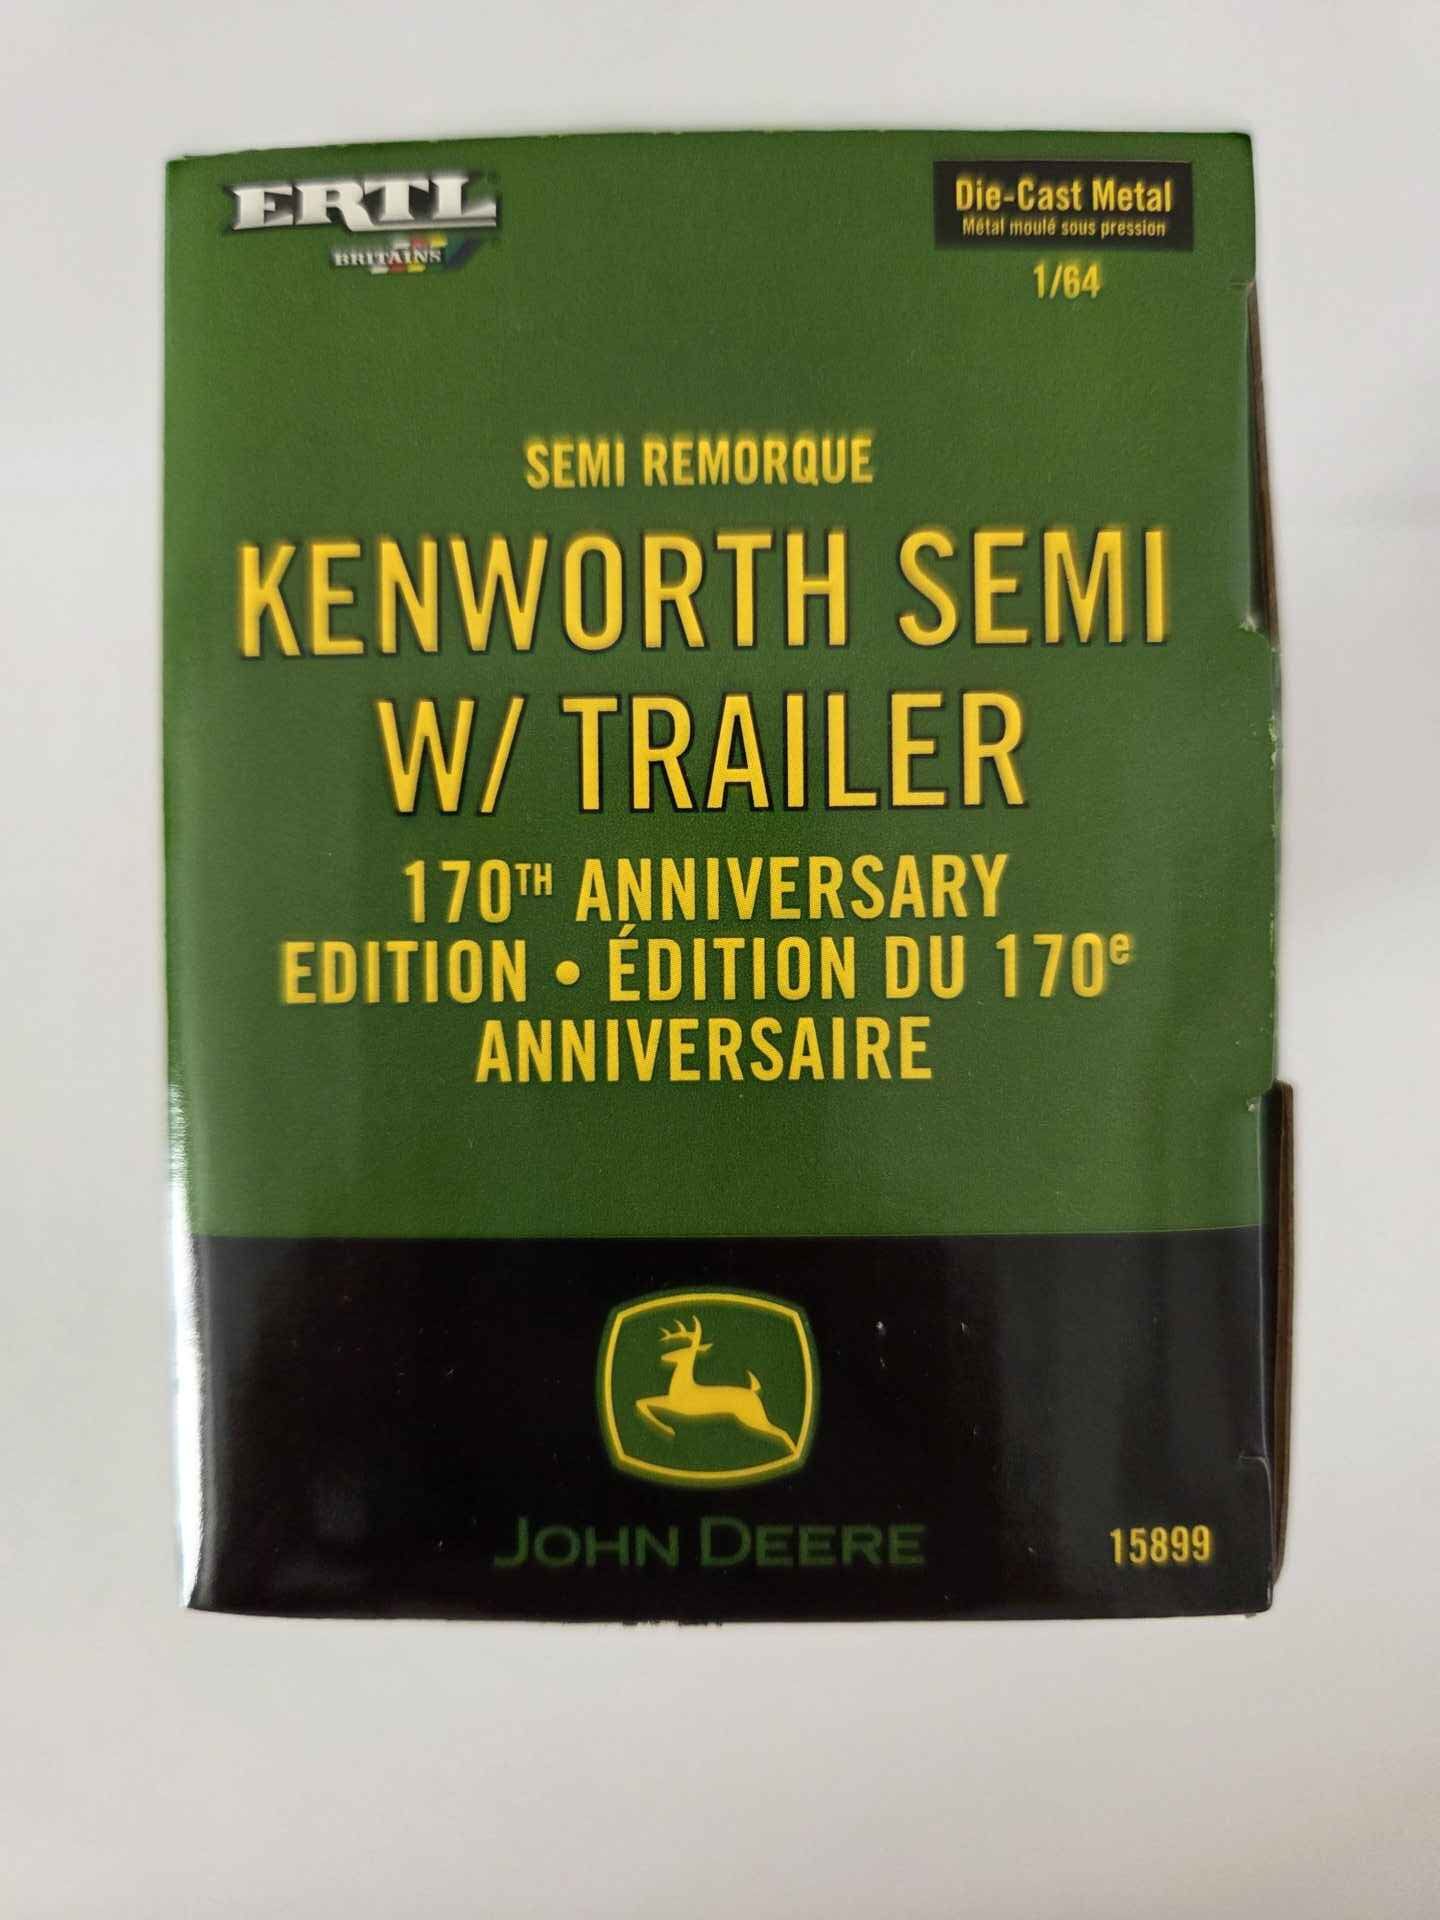 ERTL
BRITAINS
Die-Cast Metal
Métal moulé sous pression
1/64
SEMI REMORQUE
KENWORTH SEMI
W/ TRAILER
170TH ANNIVERSARY
EDITION • ÉDITION DU 170e
ANNIVERSAIRE
JOHN DEERE
15899